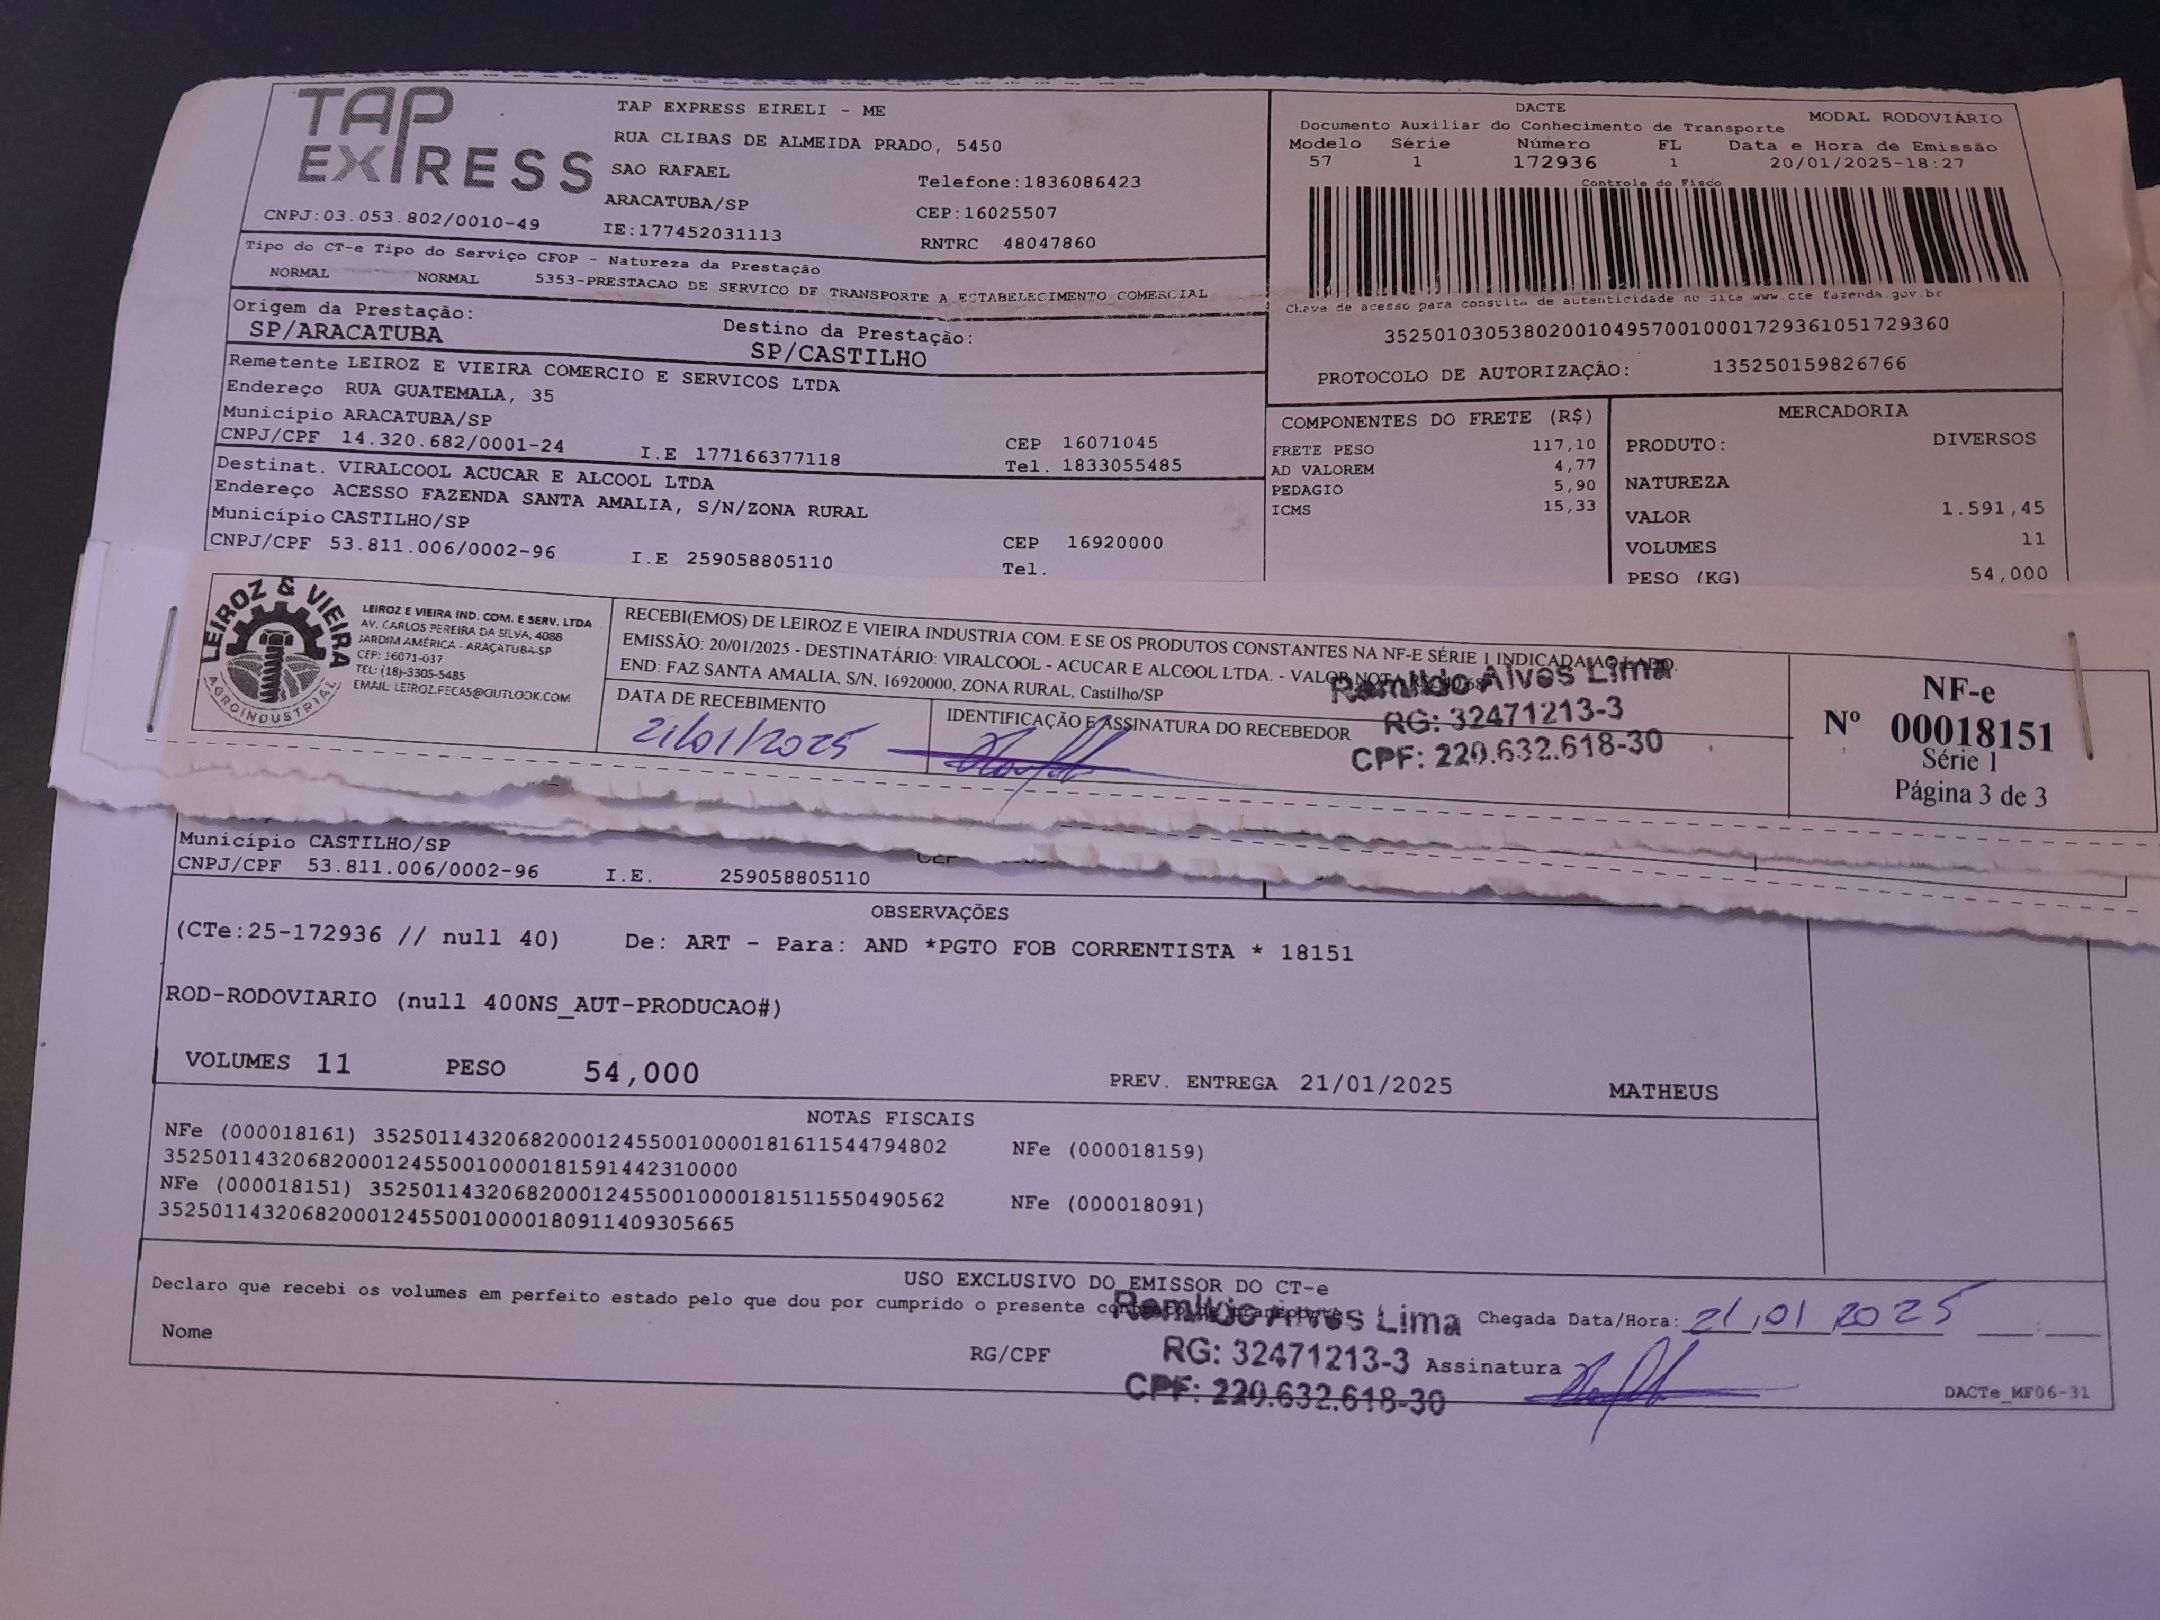 TAP
EXPRESS
CNPJ:03.053.802/0010-49
TAP EXPRESS EIRELI - ME
RUA CLIBAS DE ALMEIDA PRADO, 5450
SAO RAFAEL
Telefone:1836086423
ARACATUBA/SP
CEP:16025507
IE:177452031113
RNTRC 48047860
DACTE
MODAL RODOVIÁRIO
Documento Auxiliar do Conhecimento de Transporte
Modelo Série Número FL Data e Hora de Emissão
57 1 172936 1 20/01/2025-18:27
Controle do Fisco
Chave de acesso para consulta de autenticidade no site www.cte fazenda.gov.br
35250103053802001049570010001729361051729360
PROTOCOLO DE AUTORIZAÇÃO: 135250159826766
Tipo do CT-e Tipo do Serviço CFOP - Natureza da Prestação
NORMAL NORMAL 5353-PRESTACAO DE SERVICO DE TRANSPORTE A ESTABELECIMENTO COMERCIAL
Origem da Prestação: Destino da Prestação:
SP/ARACATUBA SP/CASTILHO
Remetente LEIROZ E VIEIRA COMERCIO E SERVICOS LTDA
Endereço RUA GUATEMALA, 35
Município ARACATUBA/SP CEP 16071045
CNPJ/CPF 14.320.682/0001-24 I.E 177166377118 Tel. 1833055485
Destinat. VIRALCOOL ACUCAR E ALCOOL LTDA
Endereço ACESSO FAZENDA SANTA AMALIA, S/N/ZONA RURAL
Município CASTILHO/SP CEP 16920000
CNPJ/CPF 53.811.006/0002-96 I.E 259058805110 Tel.
COMPONENTES DO FRETE (R$)
FRETE PESO 117,10
AD VALOREM 4,77
PEDAGIO 5,90
ICMS 15,33
MERCADORIA
PRODUTO: DIVERSOS
NATUREZA
VALOR 1.591,45
VOLUMES 11
PESO (KG) 54,000
LEIROZ & VIEIRA
AGROINDUSTRIAL
LEIROZ E VIEIRA IND. COM. E SERV. LTDA
AV. CARLOS PEREIRA DA SILVA, 4088
JARDIM AMÉRICA - ARAÇATUBA-SP
CEP: 16071-037
TEL: (18)-3305-5485
EMAIL: LEIROZ.PECAS@OUTLOOK.COM
RECEBI(EMOS) DE LEIROZ E VIEIRA INDUSTRIA COM. E SE OS PRODUTOS CONSTANTES NA NF-E SÉRIE 1 INDICADA AO LADO.
EMISSÃO: 20/01/2025 - DESTINATÁRIO: VIRALCOOL - ACUCAR E ALCOOL LTDA. - VALOR NOTA
END: FAZ SANTA AMALIA, S/N, 16920000, ZONA RURAL, Castilho/SP
DATA DE RECEBIMENTO
21/01/2025
IDENTIFICAÇÃO E ASSINATURA DO RECEBEDOR
Romildo Alves Lima
RG: 32471213-3
CPF: 220.632.618-30
NF-e
Nº 00018151
Série 1
Página 3 de 3
Município CASTILHO/SP
CNPJ/CPF 53.811.006/0002-96 I.E. 259058805110
OBSERVAÇÕES
(CTe:25-172936 // null 40) De: ART - Para: AND *PGTO FOB CORRENTISTA * 18151
ROD-RODOVIARIO (null 400NS_AUT-PRODUCAO#)
VOLUMES 11 PESO 54,000 PREV. ENTREGA 21/01/2025 MATHEUS
NOTAS FISCAIS
NFe (000018161) 35250114320682000124550010000181611544794802 NFe (000018159)
35250114320682000124550010000181591442310000
NFe (000018151) 35250114320682000124550010000181511550490562 NFe (000018091)
35250114320682000124550010000180911409305665
USO EXCLUSIVO DO EMISSOR DO CT-e
Declaro que recebi os volumes em perfeito estado pelo que dou por cumprido o presente contrato de transporte
Chegada Data/Hora: 21/01/2025
Nome
RG/CPF
Romildo Alves Lima
RG: 32471213-3
CPF: 220.632.618-30
Assinatura
DACTe_MF06-31